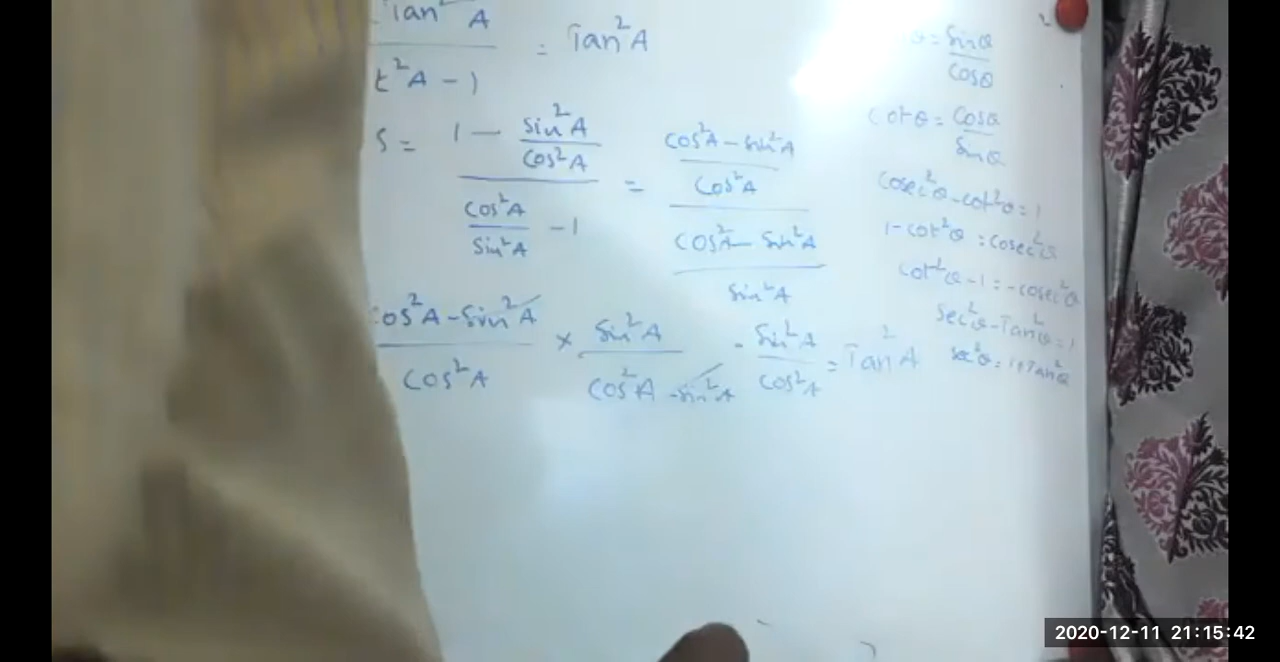 Tan² A
──── = Tan²A
t²A - 1
S = (1 - sin²A/cos²A) / (cos²A/sin²A - 1) = ((cos²A - sin²A)/cos²A) / ((cos²A - sin²A)/sin²A)
cos²A - sin²A / cos²A × sin²A / cos²A - sin²A = sin²A / cos²A = Tan²A
2
θ = sinθ / cosθ
cotθ = cosθ / sinθ
cosec²θ - cot²θ = 1
1 - cot²θ = cosec²θ
cot²θ - 1 = -cosec²θ
sec²θ - Tan²θ = 1
sec²θ = 1 + Tan²θ
2020-12-11 21:15:42